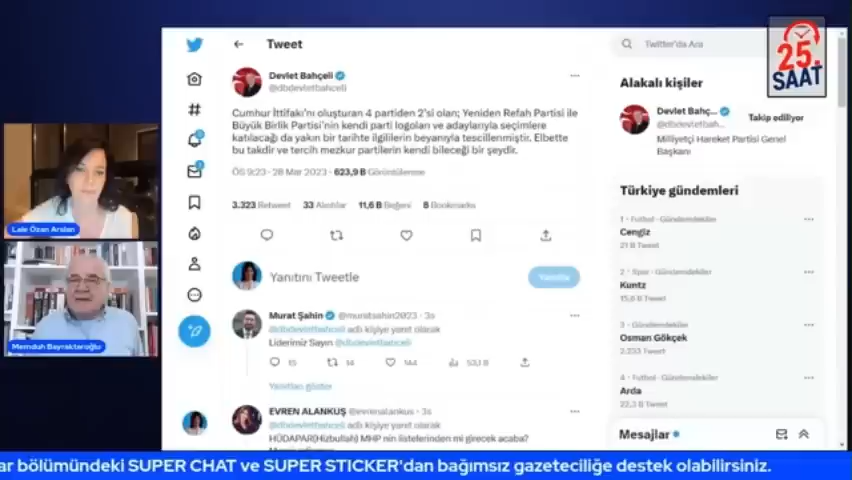 Tweet
Twitter'da Ara
25.
SAAT
Devlet Bahçeli
@dbdevletbahceli
Cumhur İttifakı'nı oluşturan 4 partiden 2'si olan; Yeniden Refah Partisi ile
Büyük Birlik Partisi'nin kendi parti logoları ve adaylarıyla seçimlere
katılacağı da yakın bir tarihte ilgililerin beyanıyla tescillenmiştir. Elbette
bu takdir ve tercih mezkur partilerin kendi bileceği bir şeydir.
ÖS 9:23 · 28 Mar 2023 · 623,9 B Görüntülenme
3.323 Retweet 33 Alıntılar 11,6 B Beğeni 8 Bookmarks
Yanıtını Tweetle
Yanıtla
Murat Şahin @muratsahin2023 · 3s
@dbdevletbahceli adlı kişiye yanıt olarak
Liderimiz Sayın @dbdevletbahceli
15 14 144 53,1 B
Yanıtları göster
EVREN ALANKUŞ @evrenalankus · 3s
@dbdevletbahceli adlı kişiye yanıt olarak
HÜDAPAR(Hizbullah) MHP nin listelerinden mi girecek acaba?
Alakalı kişiler
Devlet Bahç...
@dbdevletbah...
Takip ediliyor
Milliyetçi Hareket Partisi Genel
Başkanı
Türkiye gündemleri
1 · Futbol · Gündemdekiler
Cengiz
21 B Tweet
2 · Spor · Gündemdekiler
Kuntz
15,6 B Tweet
3 · Gündemdekiler
Osman Gökçek
2.333 Tweet
4 · Futbol · Gündemdekiler
Arda
22,3 B Tweet
Mesajlar
Lale Özan Arslan
Memduh Bayraktaroğlu
ar bölümündeki SUPER CHAT ve SUPER STICKER'dan bağımsız gazeteciliğe destek olabilirsiniz.